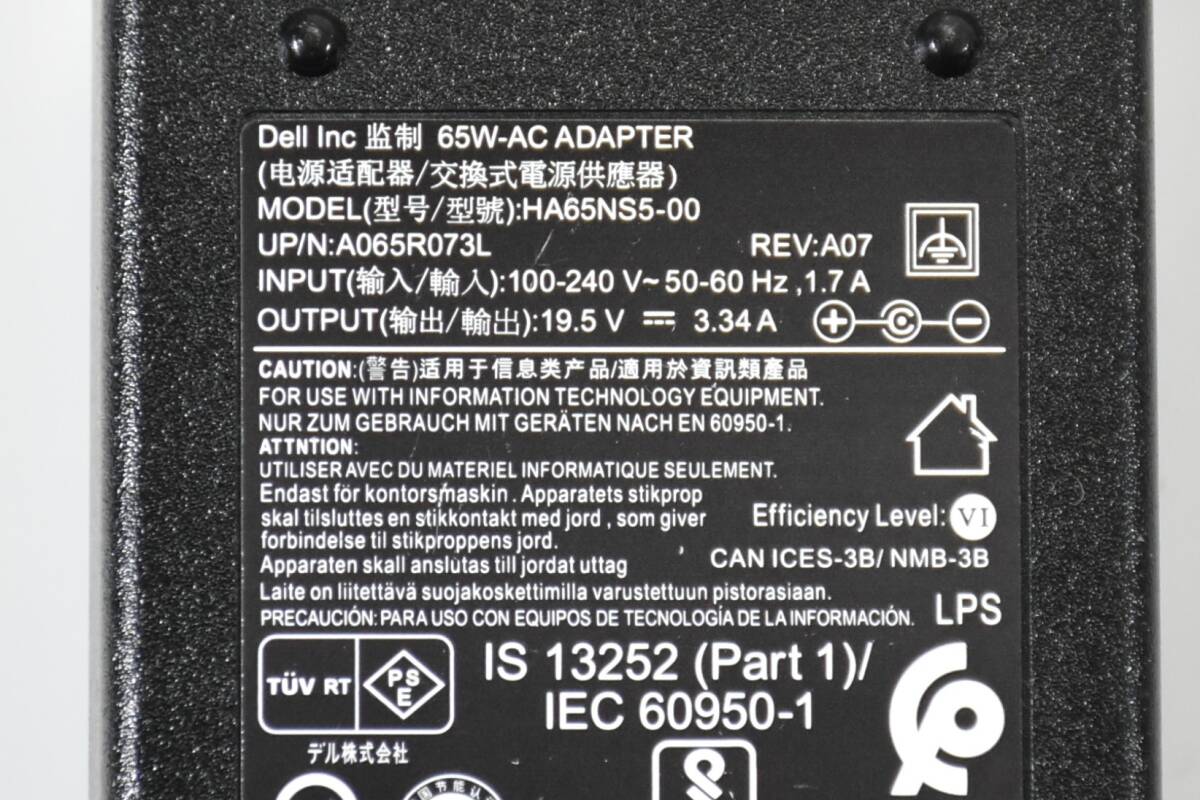 Dell Inc 监制 65W-AC ADAPTER
(电源适配器/交换式電源供應器)
MODEL(型号/型號):HA65NS5-00
UP/N:A065R073L REV:A07
INPUT(输入/輸入):100-240 V~ 50-60 Hz ,1.7 A
OUTPUT(输出/輸出):19.5 V ⎓ 3.34 A
CAUTION:(警告)适用于信息类产品/適用於資訊類產品
FOR USE WITH INFORMATION TECHNOLOGY EQUIPMENT.
NUR ZUM GEBRAUCH MIT GERÄTEN NACH EN 60950-1.
ATTNTION:
UTILISER AVEC DU MATERIEL INFORMATIQUE SEULEMENT.
Endast för kontorsmaskin . Apparatets stikprop
skal tilsluttes en stikkontakt med jord , som giver
forbindelse til stikproppens jord.
Apparaten skall anslutas till jordat uttag
Efficiency Level: VI
CAN ICES-3B/ NMB-3B
Laite on liitettävä suojakoskettimilla varustettuun pistorasiaan.
PRECAUCIÓN: PARA USO CON EQUIPOS DE TECNOLOGÍA DE LA INFORMACIÓN.
LPS
TÜV RT
PS
E
IS 13252 (Part 1)/
IEC 60950-1
デル株式会社
国节能认